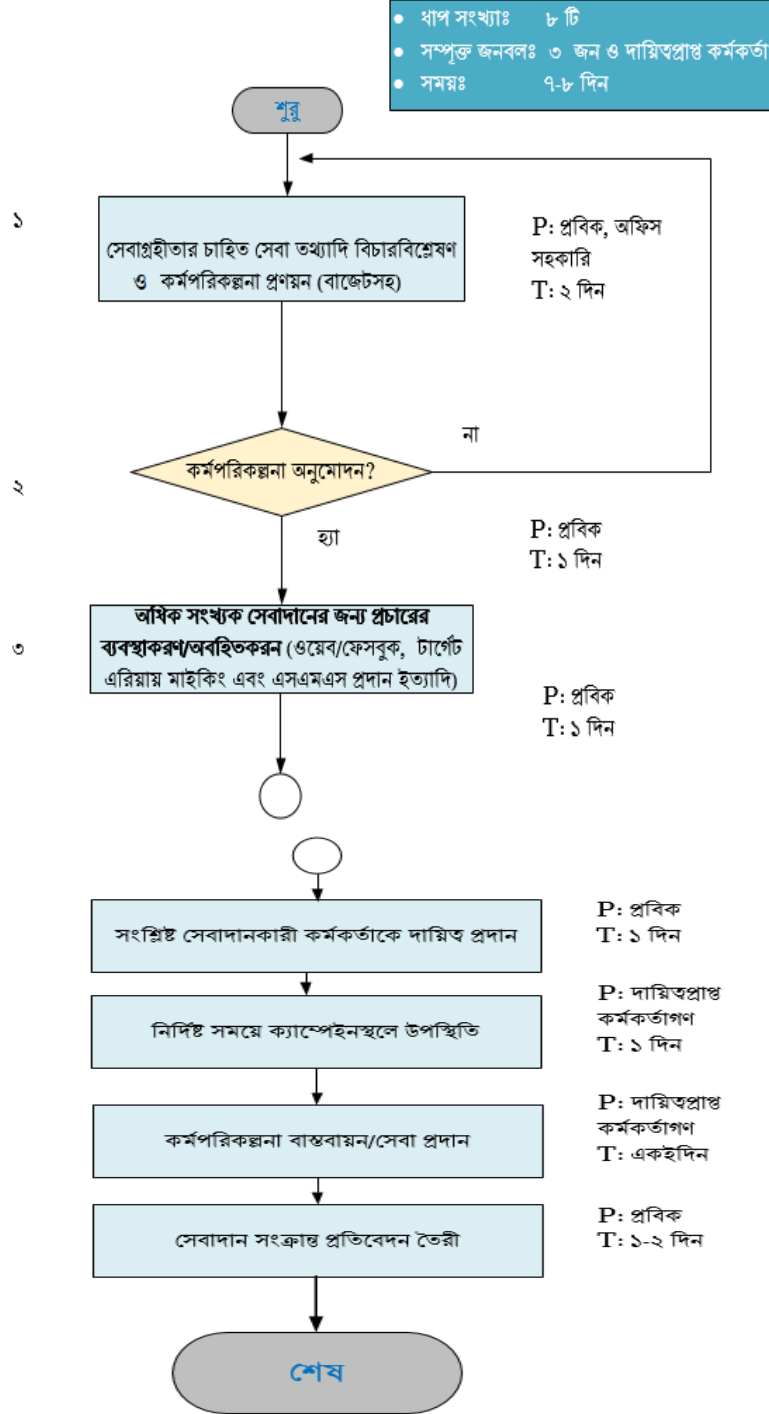 ● ধাপ সংখ্যাঃ ৮ টি
● সম্পৃক্ত জনবলঃ ৩ জন ও দায়িত্বপ্রাপ্ত কর্মকর্তা
● সময়ঃ ৭-৮ দিন
শুরু
১
সেবাগ্রহীতার চাহিত সেবা তথ্যাদি বিচারবিশ্লেষণ
ও কর্মপরিকল্পনা প্রণয়ন (বাজেটসহ)
P: প্রবিক, অফিস
সহকারি
T: ২ দিন
না
কর্মপরিকল্পনা অনুমোদন?
২
হ্যা
P: প্রবিক
T: ১ দিন
৩
অধিক সংখ্যক সেবাদানের জন্য প্রচারের
ব্যবস্থাকরণ/অবহিতকরন (ওয়েব/ফেসবুক, টার্গেট
এরিয়ায় মাইকিং এবং এসএমএস প্রদান ইত্যাদি)
P: প্রবিক
T: ১ দিন
সংশ্লিষ্ট সেবাদানকারী কর্মকর্তাকে দায়িত্ব প্রদান
P: প্রবিক
T: ১ দিন
নির্দিষ্ট সময়ে ক্যাম্পেইনস্থলে উপস্থিতি
P: দায়িত্বপ্রাপ্ত
কর্মকর্তাগণ
T: ১ দিন
কর্মপরিকল্পনা বাস্তবায়ন/সেবা প্রদান
P: দায়িত্বপ্রাপ্ত
কর্মকর্তাগণ
T: একইদিন
সেবাদান সংক্রান্ত প্রতিবেদন তৈরী
P: প্রবিক
T: ১-২ দিন
শেষ